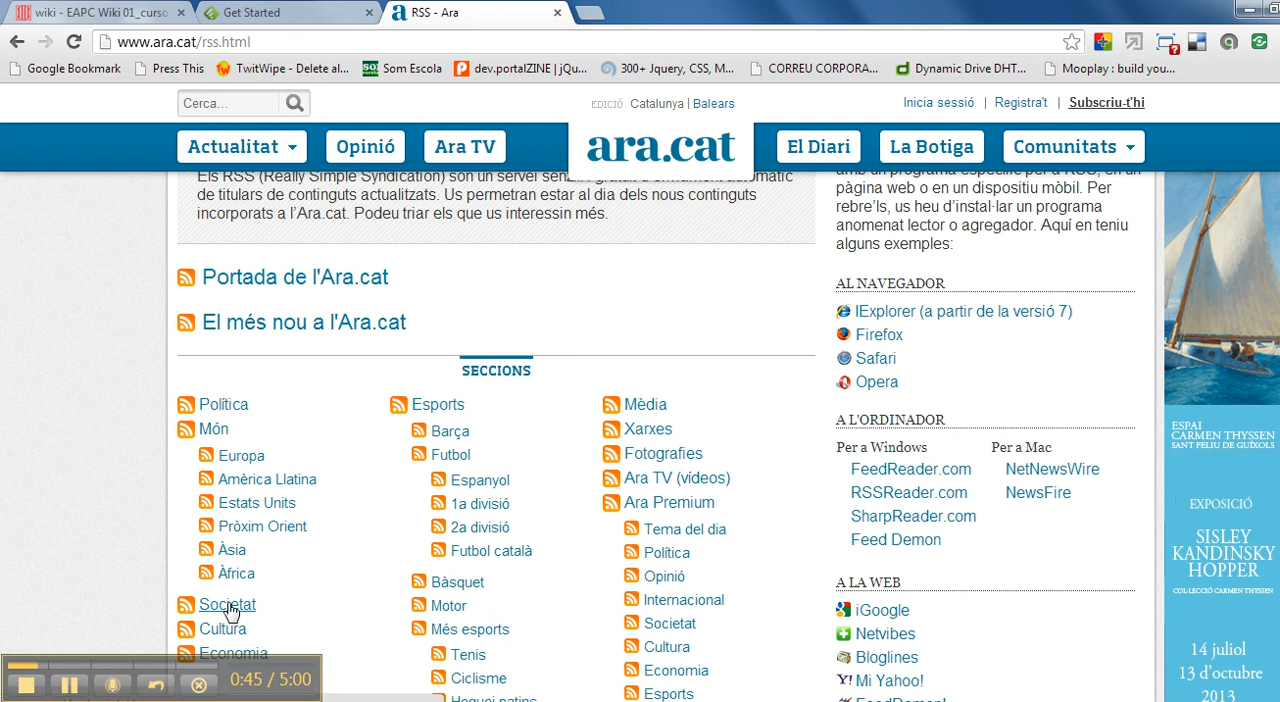 wiki - EAPC Wiki 01_curso
Get Started
RSS - Ara
www.ara.cat/rss.html
Google Bookmark
Press This
TwitWipe - Delete al...
Som Escola
dev.portalZINE | jQu...
300+ Jquery, CSS, M...
CORREU CORPORA...
Dynamic Drive DHT...
Mooplay : build you...
Cerca...
EDICIÓ Catalunya | Balears
Inicia sessió | Registra't | Subscriu-t'hi
Actualitat
Opinió
Ara TV
ara.cat
El Diari
La Botiga
Comunitats
Els RSS (Really Simple Syndication) són un servei
de titulars de continguts actualitzats. Us permetran estar al dia dels nous continguts
incorporats a l'Ara.cat. Podeu triar els que us interessin més.
Portada de l'Ara.cat
El més nou a l'Ara.cat
SECCIONS
Política
Món
Europa
Amèrica Llatina
Estats Units
Pròxim Orient
Àsia
Àfrica
Societat
Cultura
Economia
Esports
Barça
Futbol
Espanyol
1a divisió
2a divisió
Futbol català
Bàsquet
Motor
Més esports
Tenis
Ciclisme
Hoquei patins
Mèdia
Xarxes
Fotografies
Ara TV (vídeos)
Ara Premium
Tema del dia
Política
Opinió
Internacional
Societat
Cultura
Economia
Esports
amb un programa específic per a RSS, en un
pàgina web o en un dispositiu mòbil. Per
rebre'ls, us heu d'instal·lar un programa
anomenat lector o agregador. Aquí en teniu
alguns exemples:
AL NAVEGADOR
IExplorer (a partir de la versió 7)
Firefox
Safari
Opera
A L'ORDINADOR
Per a Windows
FeedReader.com
RSSReader.com
SharpReader.com
Feed Demon
Per a Mac
NetNewsWire
NewsFire
A LA WEB
iGoogle
Netvibes
Bloglines
Mi Yahoo!
FeedDemon!
ESPAI
CARMEN THYSSEN
SANT FELIU DE GUÍXOLS
EXPOSICIÓ
SISLEY
KANDINSKY
HOPPER
COL·LECCIÓ CARMEN THYSSEN
14 juliol
13 d'octubre
2013
0:45 / 5:00